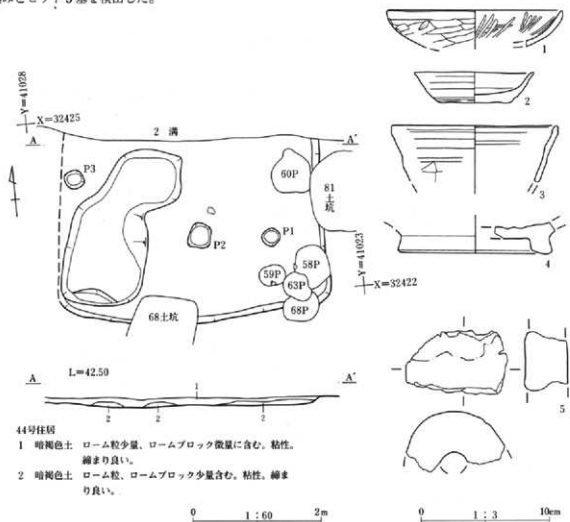 Y=41028
X=32425
A
2 溝
A′
P3
60P
81土坑
P1
P2
59P
58P
63P
68P
68土坑
Y=41023
X=32422
A
L=42.50
1
A′
2
2
2
44号住居
1 暗褐色土 ローム粒少量、ロームブロック微量に含む。粘性。
締まり良い。
2 暗褐色土 ローム粒、ロームブロック少量含む。粘性。締ま
り良い。
0
1:60
2m
1
2
3
4
5
0
1:3
10cm